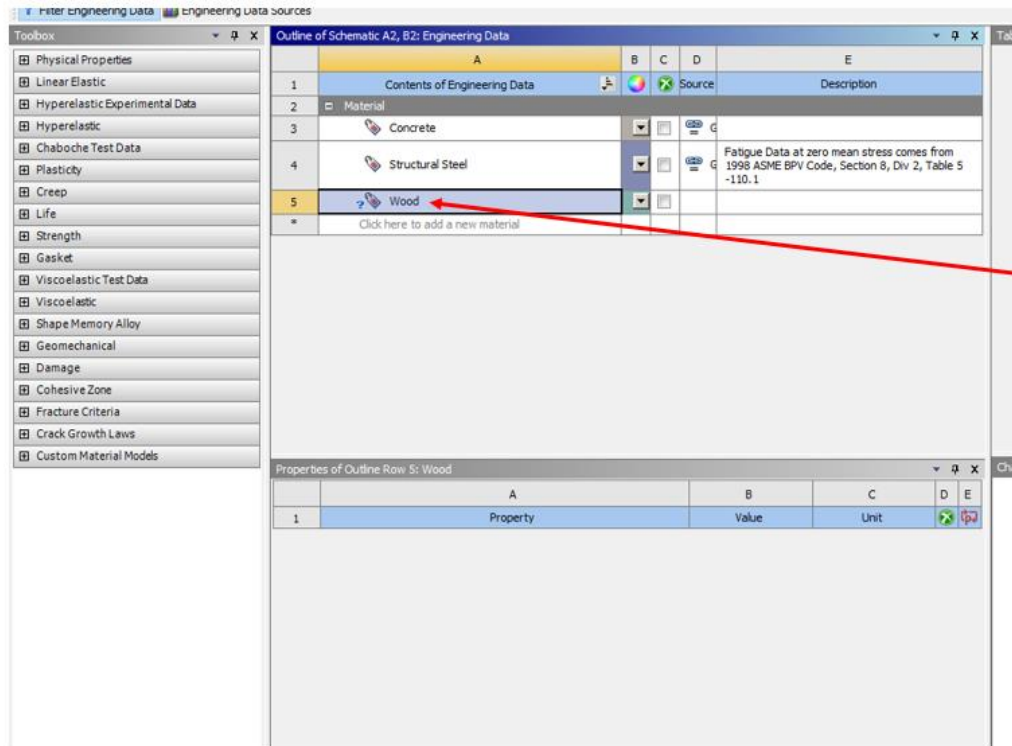 Filter Engineering Data Engineering Data Sources
Toolbox
Physical Properties
Linear Elastic
Hyperelastic Experimental Data
Hyperelastic
Chaboche Test Data
Plasticity
Creep
Life
Strength
Gasket
Viscoelastic Test Data
Viscoelastic
Shape Memory Alloy
Geomechanical
Damage
Cohesive Zone
Fracture Criteria
Crack Growth Laws
Custom Material Models
Outline of Schematic A2, B2: Engineering Data
A B C D E
1 Contents of Engineering Data Source Description
2 Material
3 Concrete G
4 Structural Steel G Fatigue Data at zero mean stress comes from
1998 ASME BPV Code, Section 8, Div 2, Table 5
-110.1
5 ? Wood
* Click here to add a new material
Properties of Outline Row 5: Wood
A B C D E
1 Property Value Unit